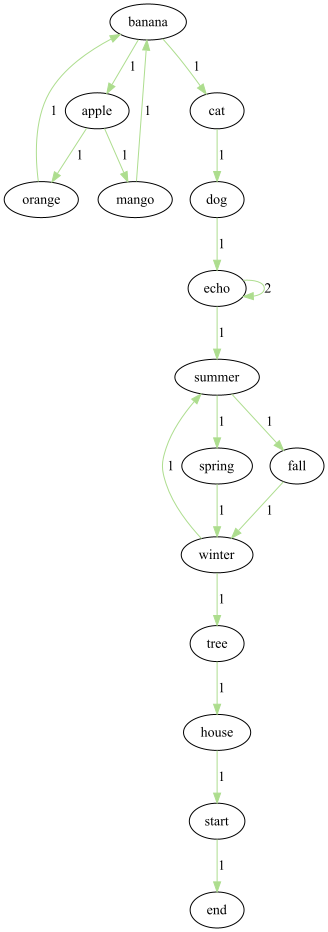 banana
1 1
apple cat
1 1 1 1 1
orange mango dog
1
echo 2
1
summer
1 1
spring fall
1 1 1
winter
1
tree
1
house
1
start
1
end